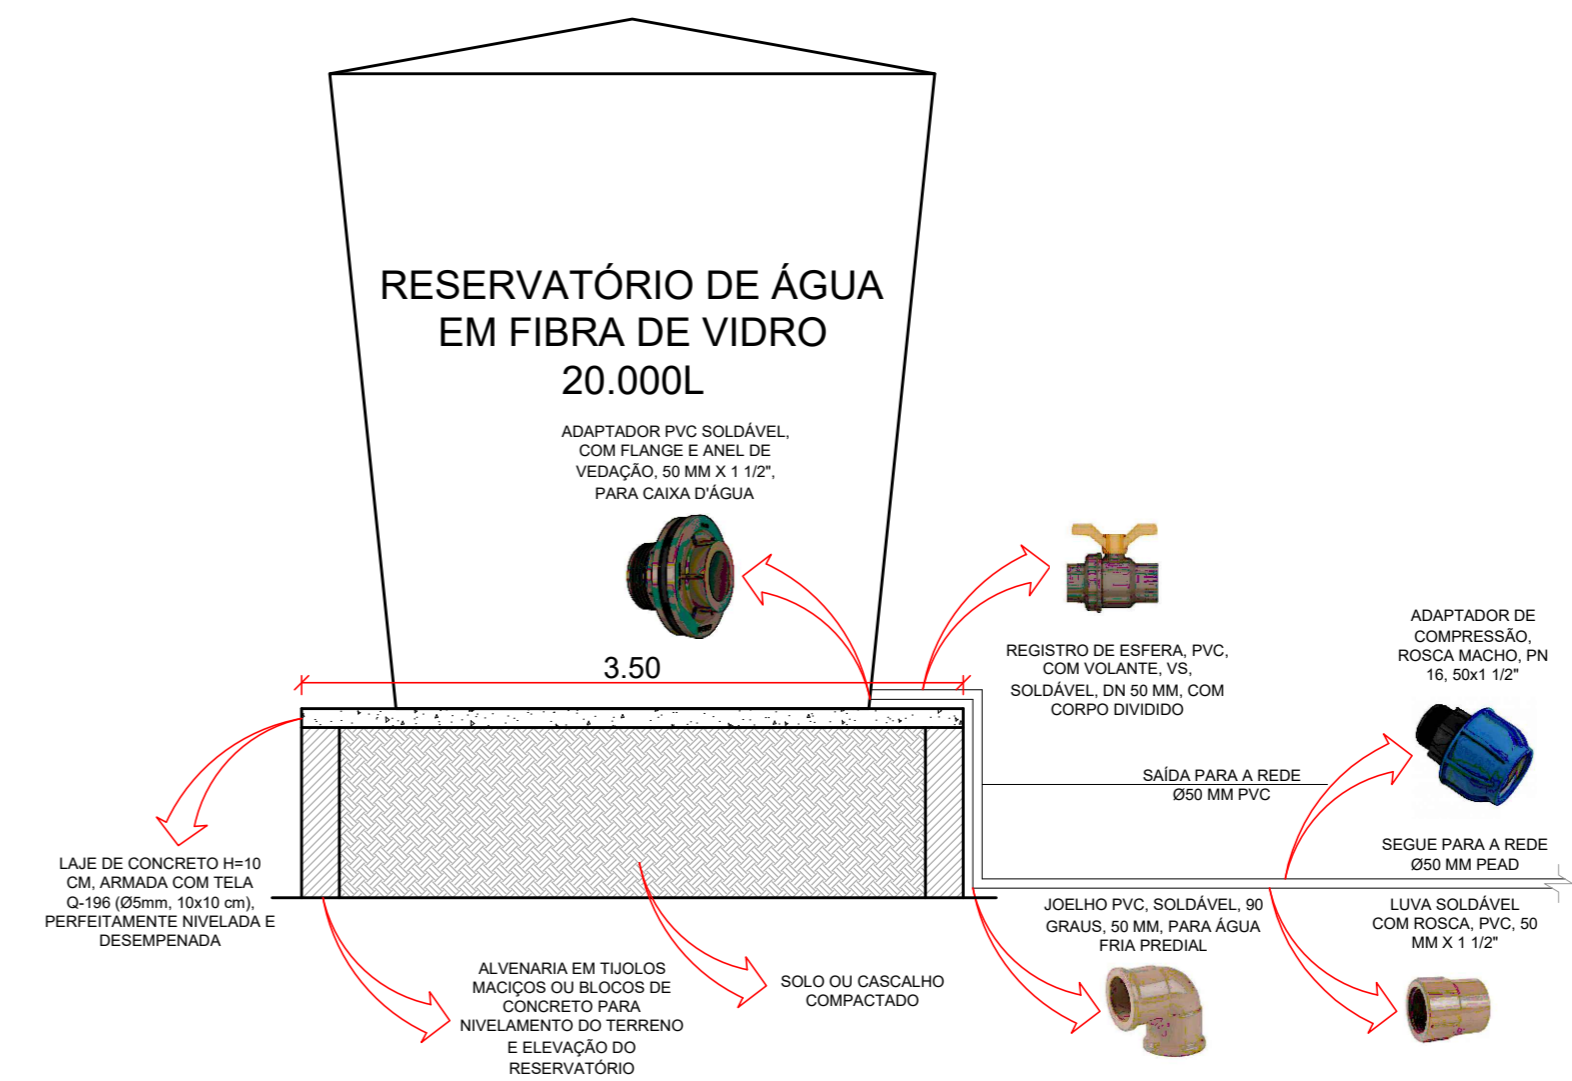 RESERVATÓRIO DE ÁGUA
EM FIBRA DE VIDRO
20.000L
ADAPTADOR PVC SOLDÁVEL,
COM FLANGE E ANEL DE
VEDAÇÃO, 50 MM X 1 1/2",
PARA CAIXA D'ÁGUA
3.50
REGISTRO DE ESFERA, PVC,
COM VOLANTE, VS,
SOLDÁVEL, DN 50 MM, COM
CORPO DIVIDIDO
ADAPTADOR DE
COMPRESSÃO,
ROSCA MACHO, PN
16, 50x1 1/2"
SAÍDA PARA A REDE
Ø50 MM PVC
SEGUE PARA A REDE
Ø50 MM PEAD
LAJE DE CONCRETO H=10
CM, ARMADA COM TELA
Q-196 (Ø5mm, 10x10 cm),
PERFEITAMENTE NIVELADA E
DESEMPENADA
ALVENARIA EM TIJOLOS
MACIÇOS OU BLOCOS DE
CONCRETO PARA
NIVELAMENTO DO TERRENO
E ELEVAÇÃO DO
RESERVATÓRIO
SOLO OU CASCALHO
COMPACTADO
JOELHO PVC, SOLDÁVEL, 90
GRAUS, 50 MM, PARA ÁGUA
FRIA PREDIAL
LUVA SOLDÁVEL
COM ROSCA, PVC, 50
MM X 1 1/2"